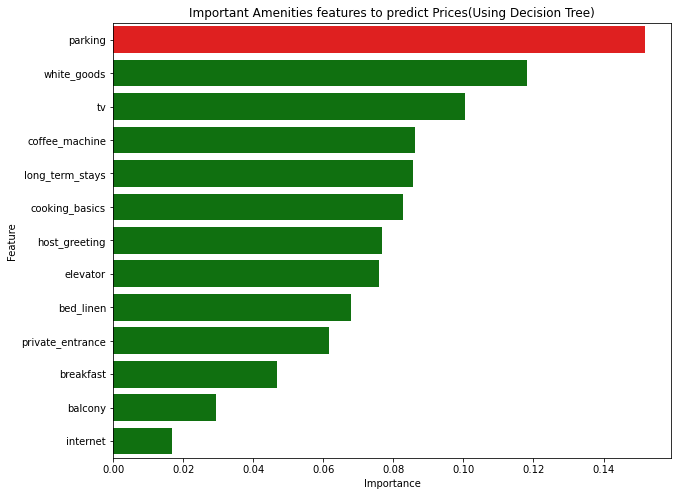 Important Amenities features to predict Prices(Using Decision Tree)
parking
white_goods
tv
coffee_machine
long_term_stays
cooking_basics
host_greeting
elevator
bed_linen
private_entrance
breakfast
balcony
internet
Feature
0.00 0.02 0.04 0.06 0.08 0.10 0.12 0.14
Importance